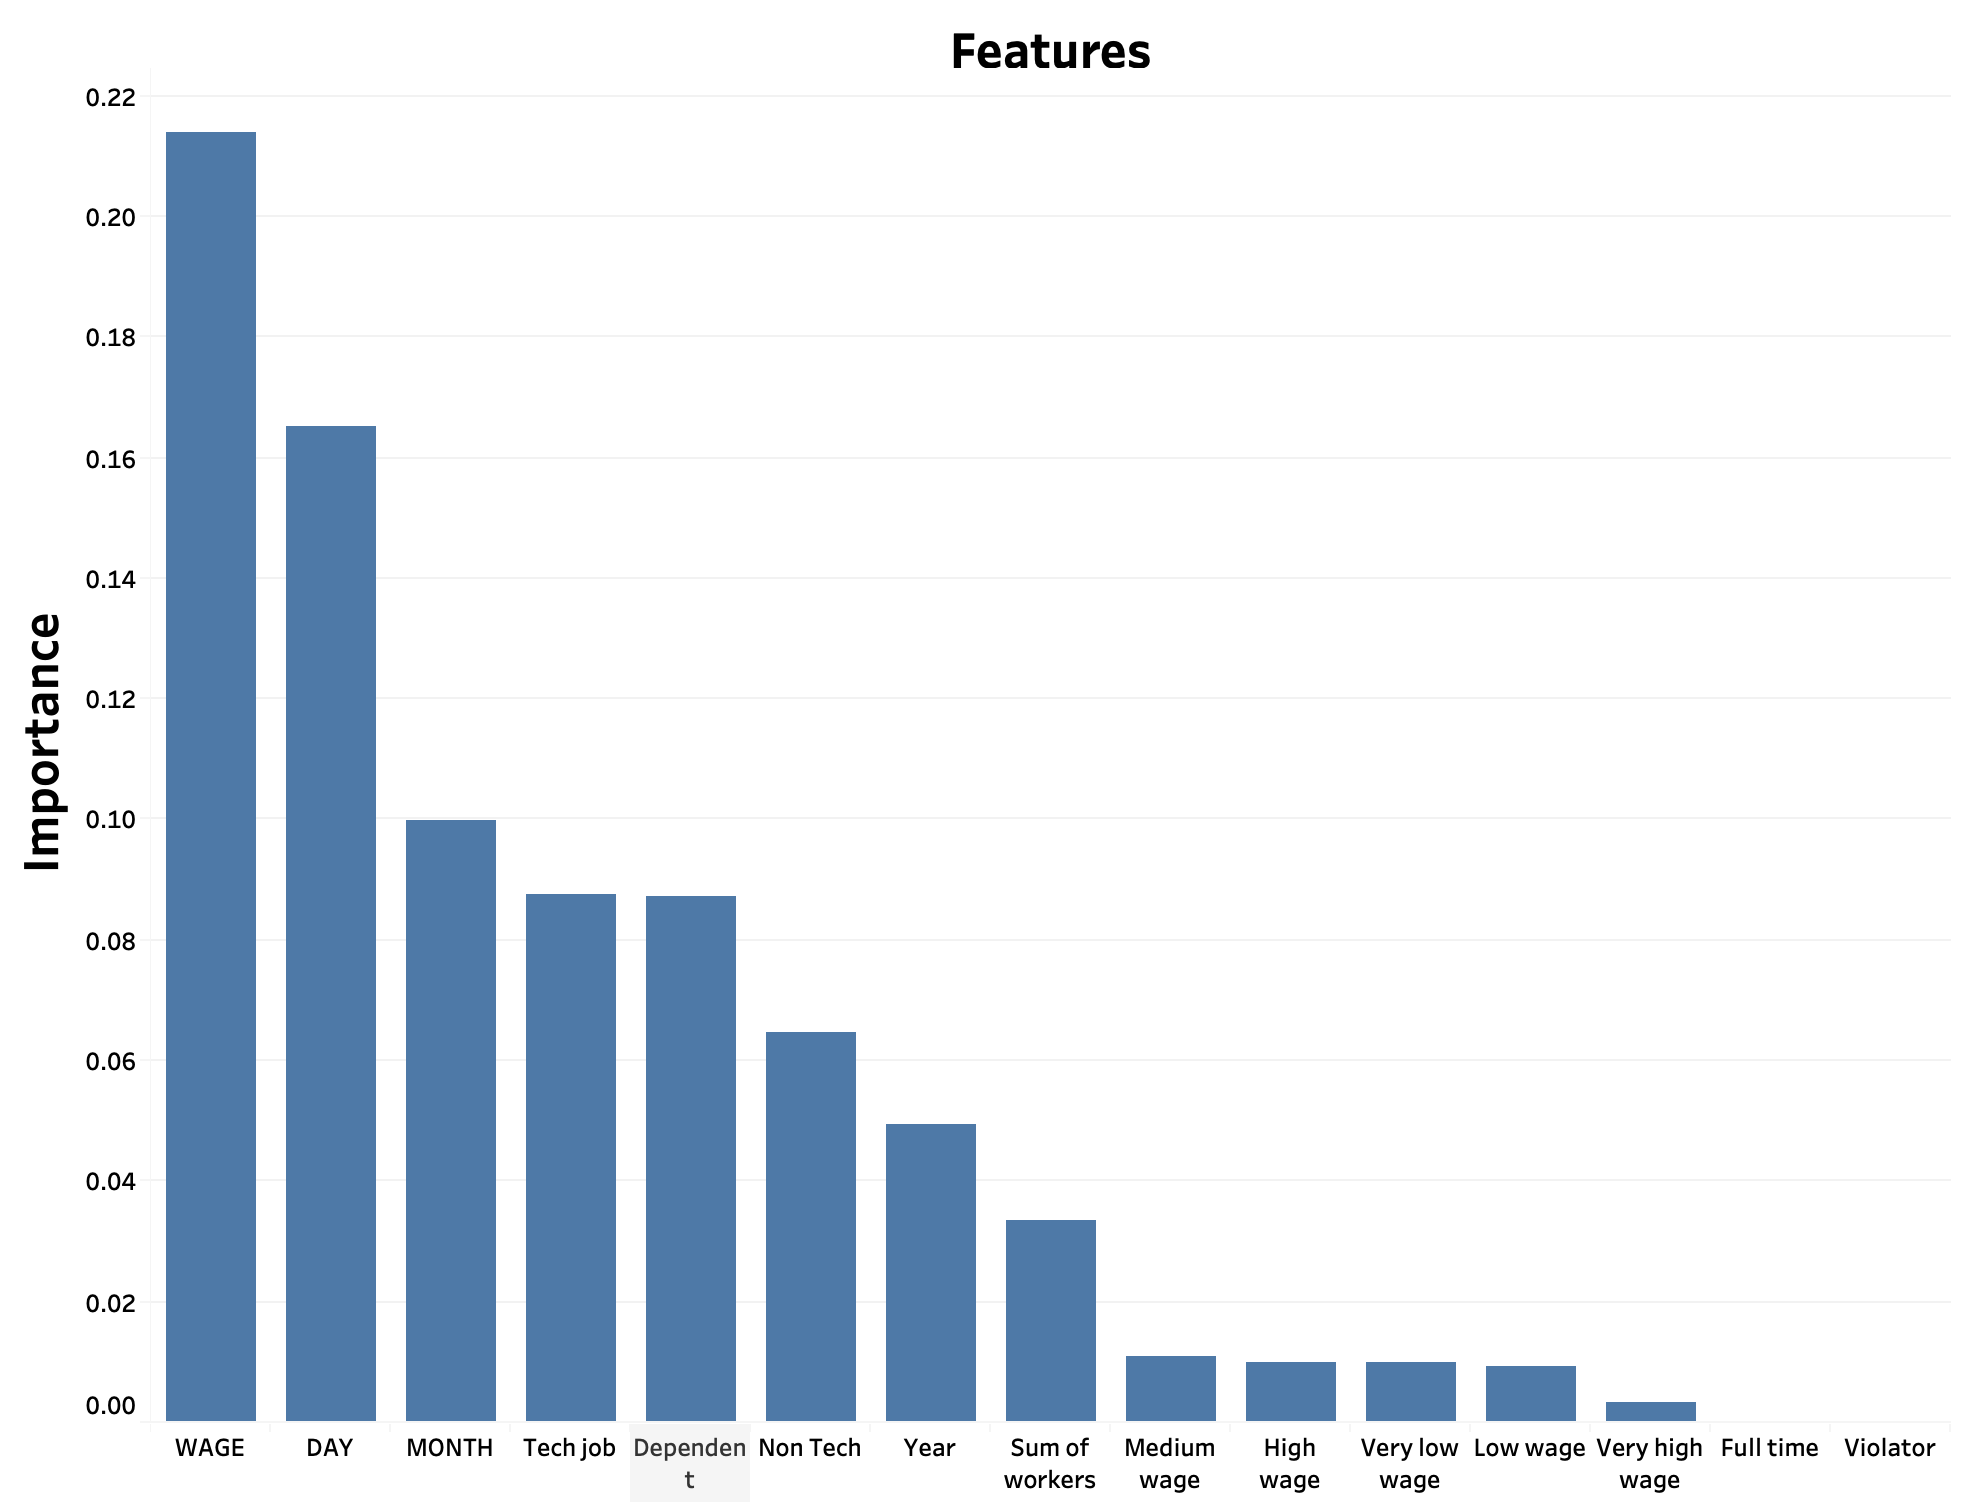 Features
Importance
0.22
0.20
0.18
0.16
0.14
0.12
0.10
0.08
0.06
0.04
0.02
0.00
WAGE
DAY
MONTH
Tech job
Dependen
t
Non Tech
Year
Sum of
workers
Medium
wage
High
wage
Very low
wage
Low wage
Very high
wage
Full time
Violator